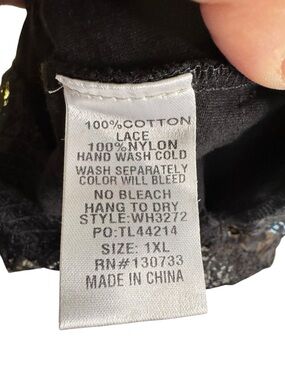 100%COTTON
LACE
100%NYLON
HAND WASH COLD
WASH SEPARATELY
COLOR WILL BLEED
NO BLEACH
HANG TO DRY
STYLE:WH3272
PO:TL44214
SIZE: 1XL
RN#130733
MADE IN CHINA